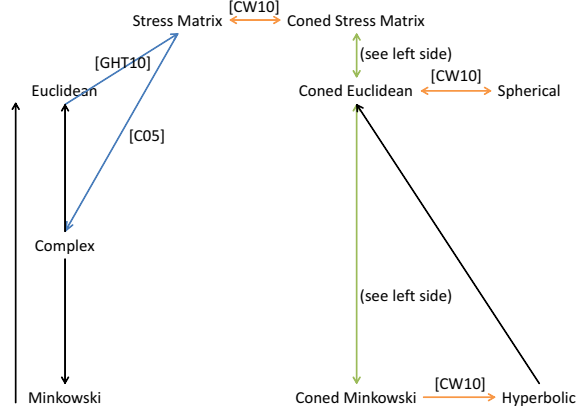 [CW10]
Stress Matrix
Coned Stress Matrix
[GHT10]
(see left side)
[CW10]
Euclidean
Coned Euclidean
Spherical
[C05]
Complex
(see left side)
[CW10]
Minkowski
Coned Minkowski
Hyperbolic